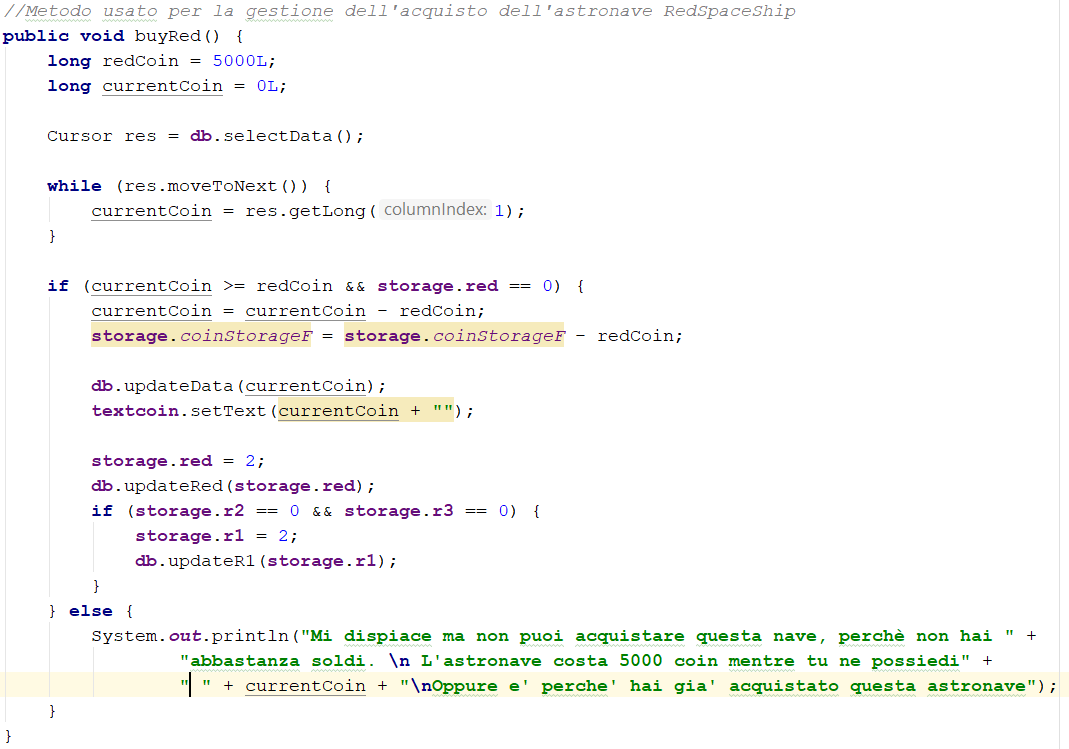 //Metodo usato per la gestione dell'acquisto dell'astronave RedSpaceShip
public void buyRed() {
    long redCoin = 5000L;
    long currentCoin = 0L;

    Cursor res = db.selectData();

    while (res.moveToNext()) {
        currentCoin = res.getLong( columnIndex: 1);
    }

    if (currentCoin >= redCoin && storage.red == 0) {
        currentCoin = currentCoin - redCoin;
        storage.coinStorageF = storage.coinStorageF - redCoin;

        db.updateData(currentCoin);
        textcoin.setText(currentCoin + "");

        storage.red = 2;
        db.updateRed(storage.red);
        if (storage.r2 == 0 && storage.r3 == 0) {
            storage.r1 = 2;
            db.updateR1(storage.r1);
        }
    } else {
        System.out.println("Mi dispiace ma non puoi acquistare questa nave, perchè non hai " +
                "abbastanza soldi. \n L'astronave costa 5000 coin mentre tu ne possiedi" +
                " " + currentCoin + "\nOppure e' perche' hai gia' acquistato questa astronave");
    }
}